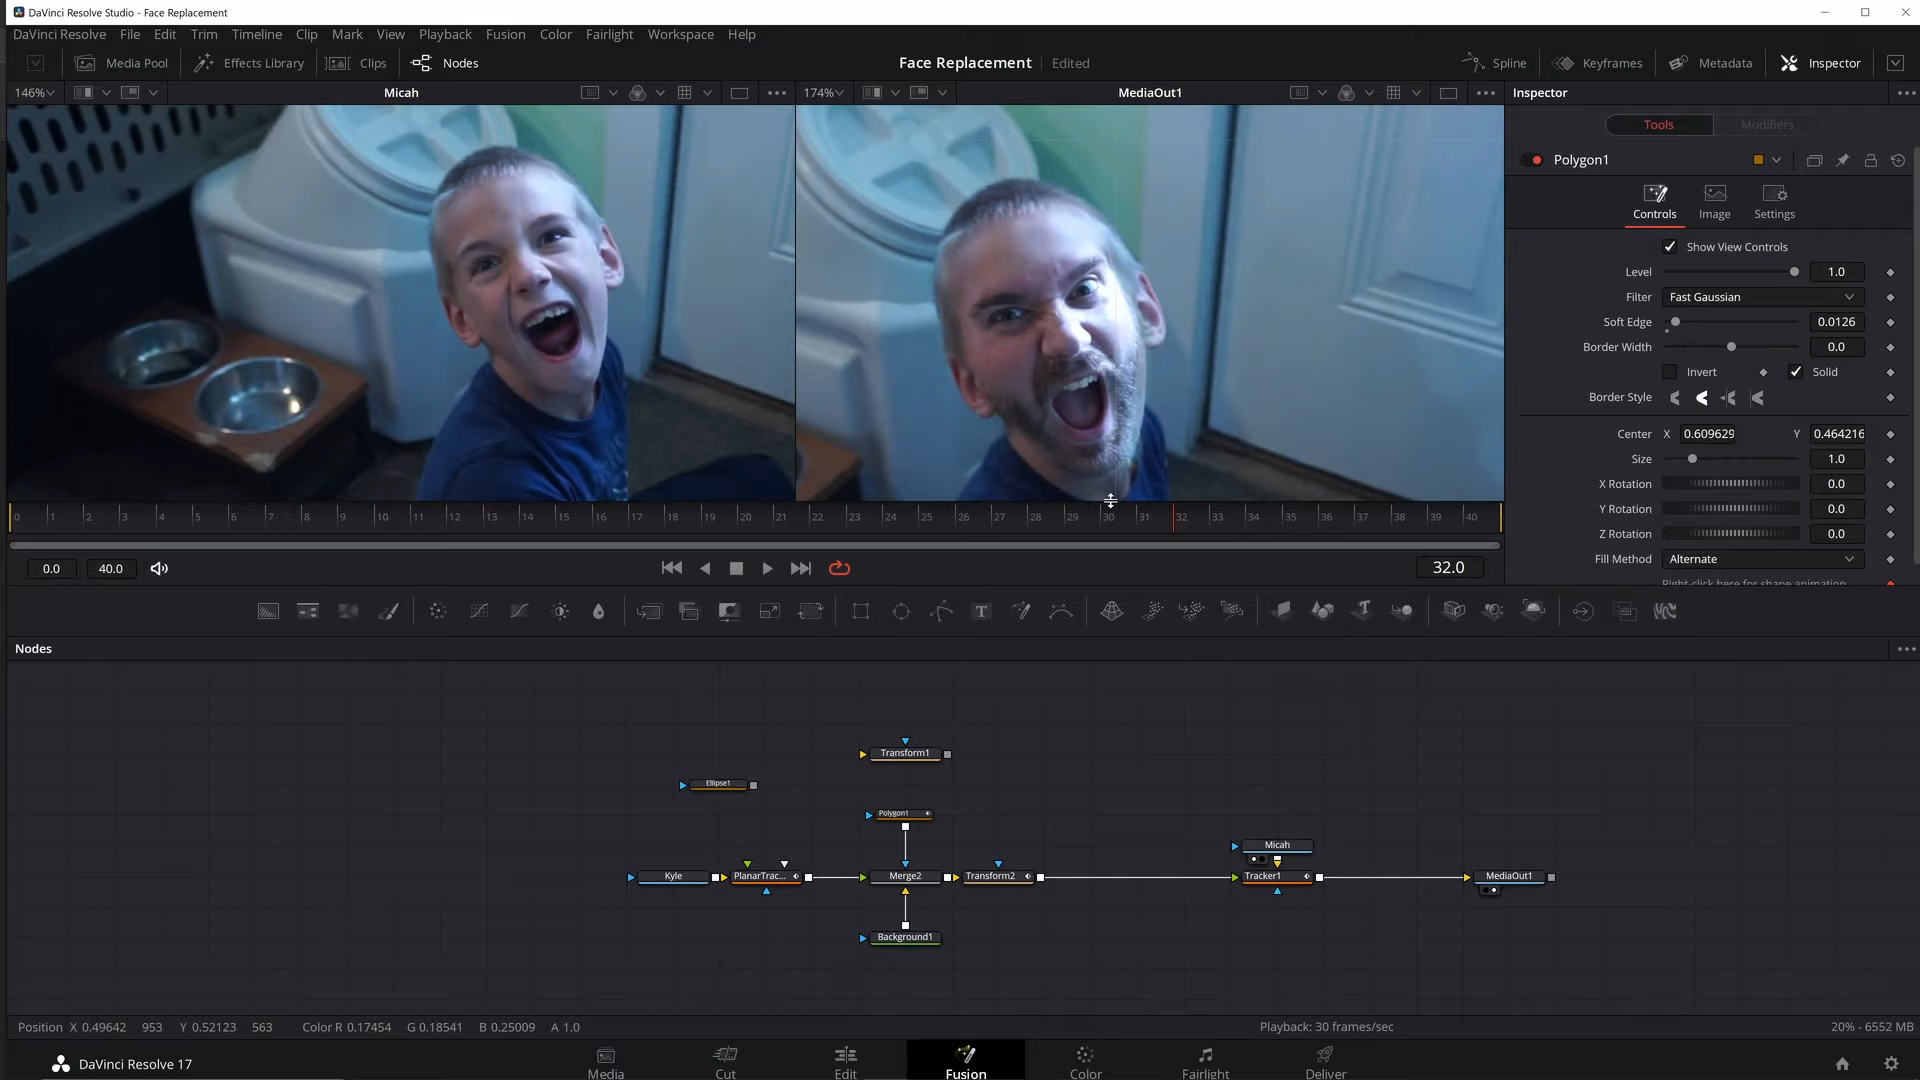 DaVinci Resolve Studio - Face Replacement
DaVinci Resolve File Edit Trim Timeline Clip Mark View Playback Fusion Color Fairlight Workspace Help
Media Pool Effects Library Clips Nodes Face Replacement Edited Spline Keyframes Metadata Inspector
146% Micah 174% MediaOut1 Inspector
Tools Modifiers
Polygon1
Controls Image Settings
Show View Controls
Level 1.0
Filter Fast Gaussian
Soft Edge 0.0126
Border Width 0.0
Invert Solid
Border Style
Center X 0.609629 Y 0.464216
Size 1.0
X Rotation 0.0
Y Rotation 0.0
Z Rotation 0.0
Fill Method Alternate
Right-click here for shape animation
0 1 2 3 4 5 6 7 8 9 10 11 12 13 14 15 16 17 18 19 20 21 22 23 24 25 26 27 28 29 30 31 32 33 34 35 36 37 38 39 40
0.0 40.0 32.0
Nodes
Transform1
Ellipse1
Polygon1
Micah
Kyle PlanarTrac... Merge2 Transform2 Tracker1 MediaOut1
Background1
Position X 0.49642 953 Y 0.52123 563 Color R 0.17454 G 0.18541 B 0.25009 A 1.0 Playback: 30 frames/sec 20% - 6552 MB
DaVinci Resolve 17 Media Cut Edit Fusion Color Fairlight Deliver